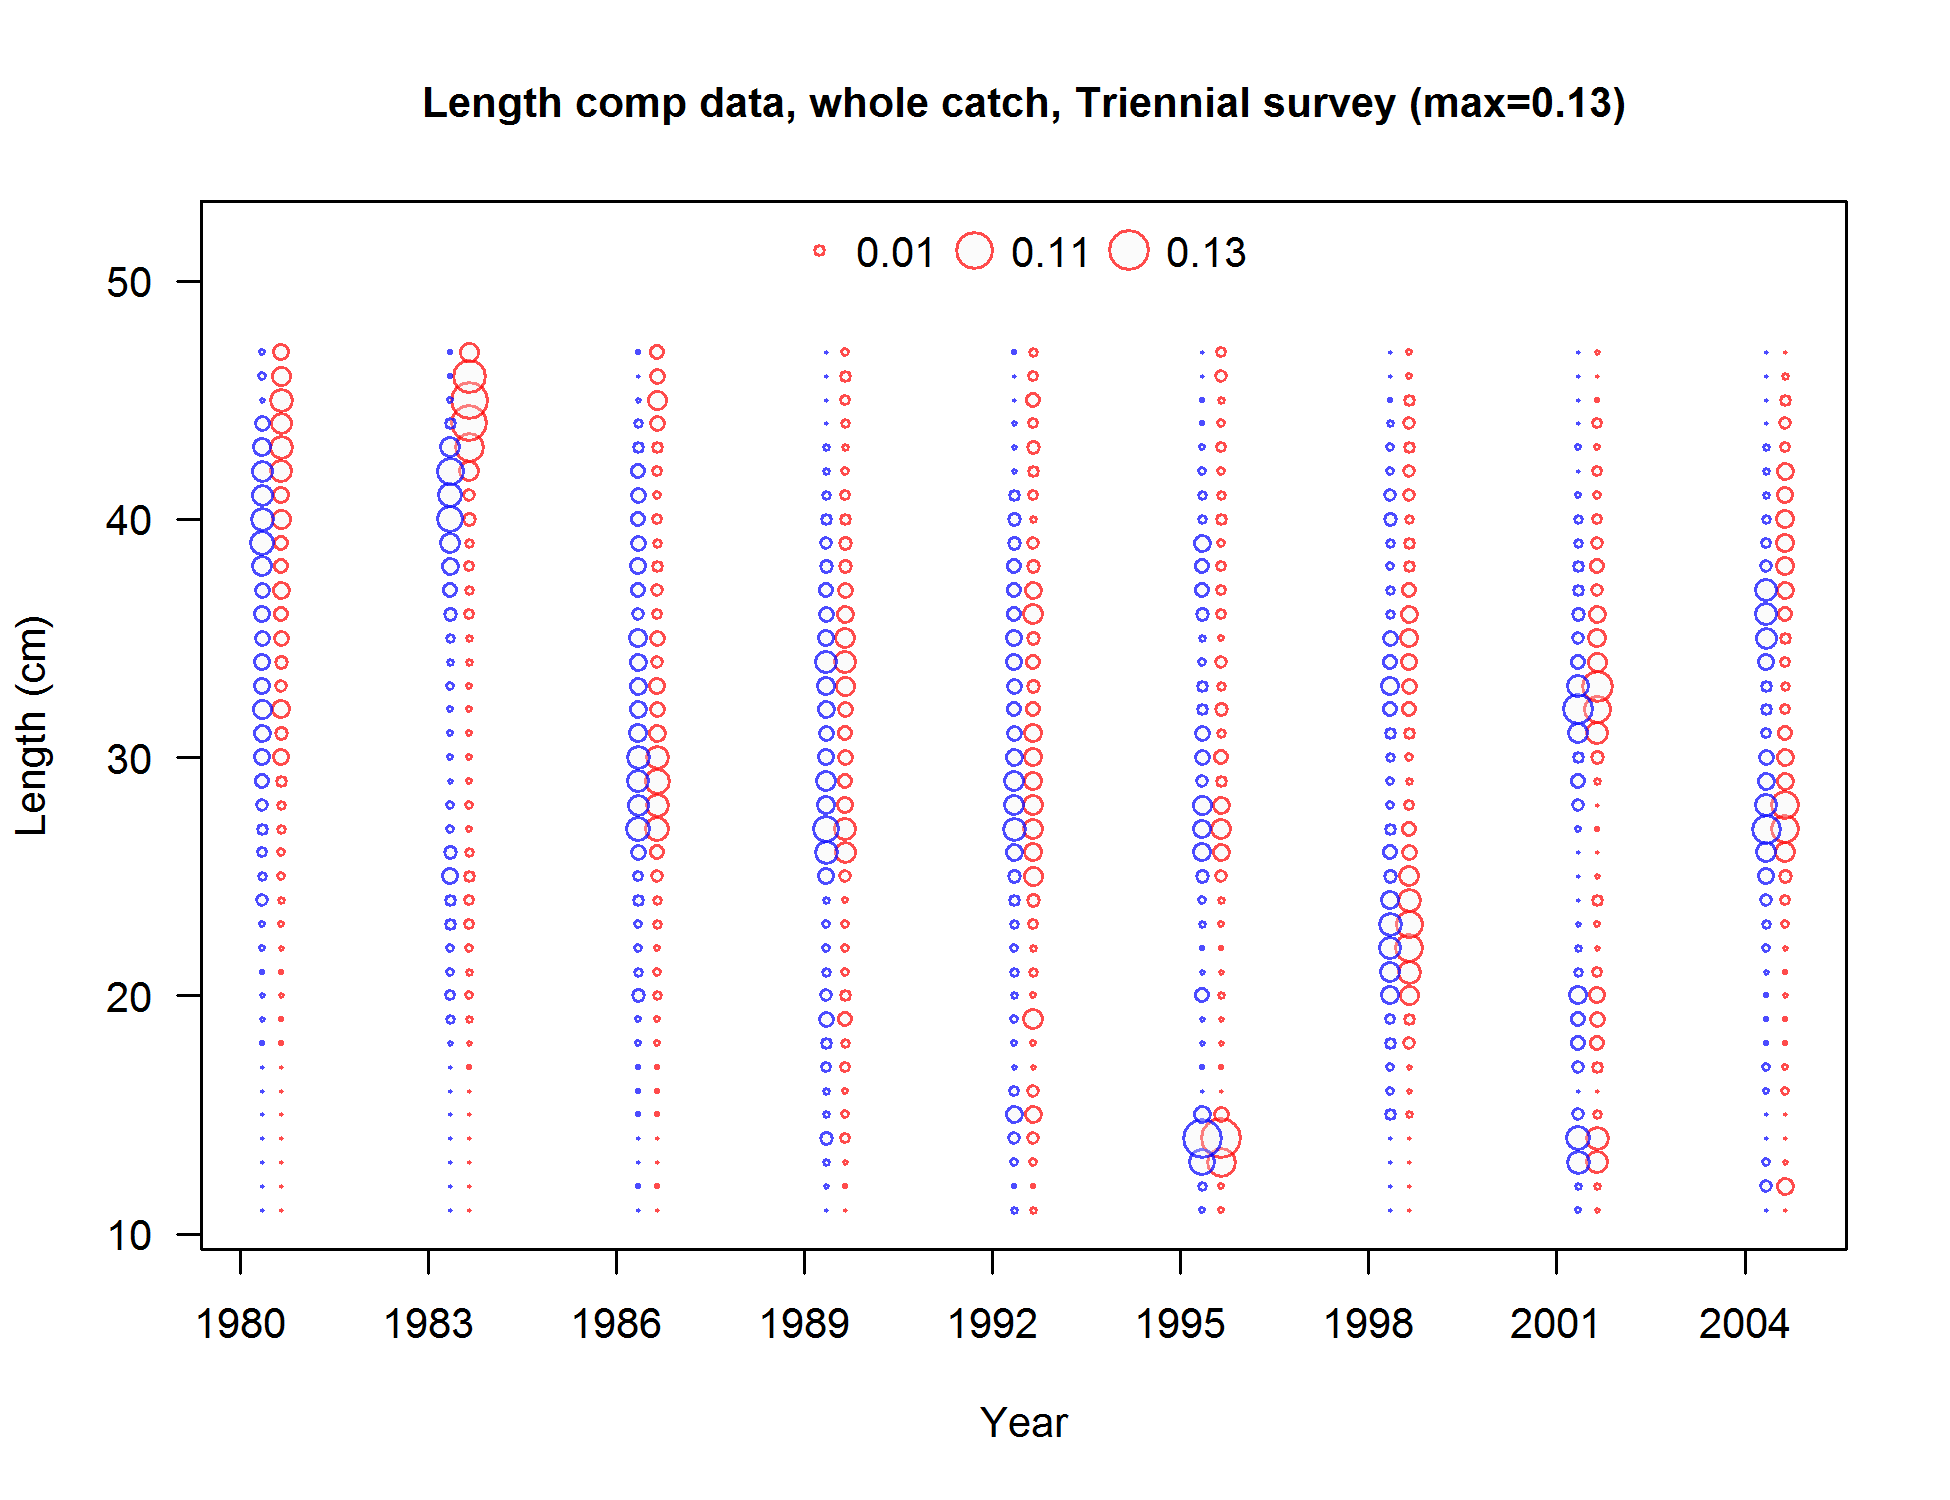 Length comp data, whole catch, Triennial survey (max=0.13)
0.01 0.11 0.13
50
40
30
20
10
Length (cm)
1980 1983 1986 1989 1992 1995 1998 2001 2004
Year